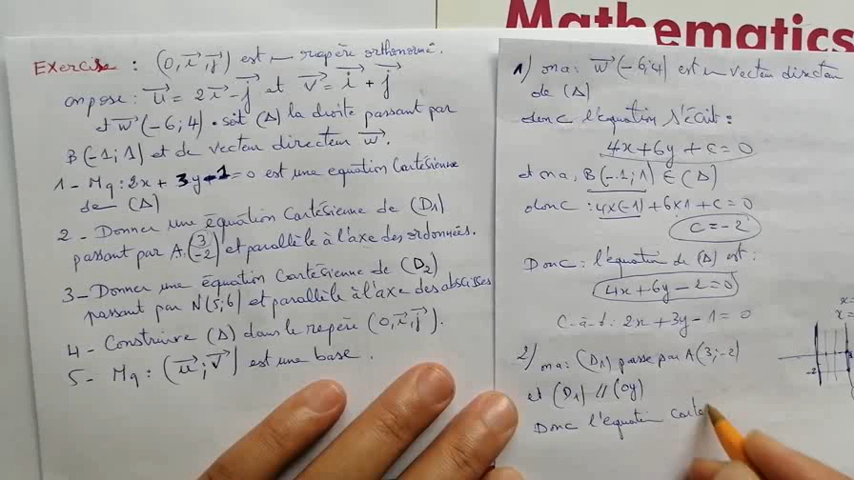 Mathematics
Exercise : (O,i⃗,j⃗) est un repère orthonormé.
on pose : u⃗ = 2i⃗ - j⃗ et v⃗ = i⃗ + j⃗
et w⃗(-6;4). soit (Δ) la droite passant par
B(-1;1) et de vecteur directeur w⃗.
1- Mq : 2x + 3y - 1 = 0 est une equation Cartésienne
de (Δ)
2 - Donner une équation Cartésienne de (D1)
passant par A(3 -2) et parallèle à l'axe des ordonnées.
3- Donner une équation Cartésienne de (D2)
passant par N(5;6) et parallèle à l'axe des abscisses
4 - Construire (Δ) dans le repère (O,i⃗,j⃗).
5- Mq : (u⃗;v⃗) est une base.
1) on a: w⃗(-6;4) est un vecteur directeur
de (Δ)
donc l'équation s'écrit :
4x + 6y + c = 0
et on a, B(-1;1) ∈ (Δ)
donc : 4x(-1) + 6x1 + c = 0
c = -2
Donc : l'équation de (Δ) est :
4x + 6y - 2 = 0
c-à-d : 2x + 3y - 1 = 0
2) on a: (D1) passe par A(3;-2)
et (D1) // (Oy)
Donc l'equation carte
x=
-2